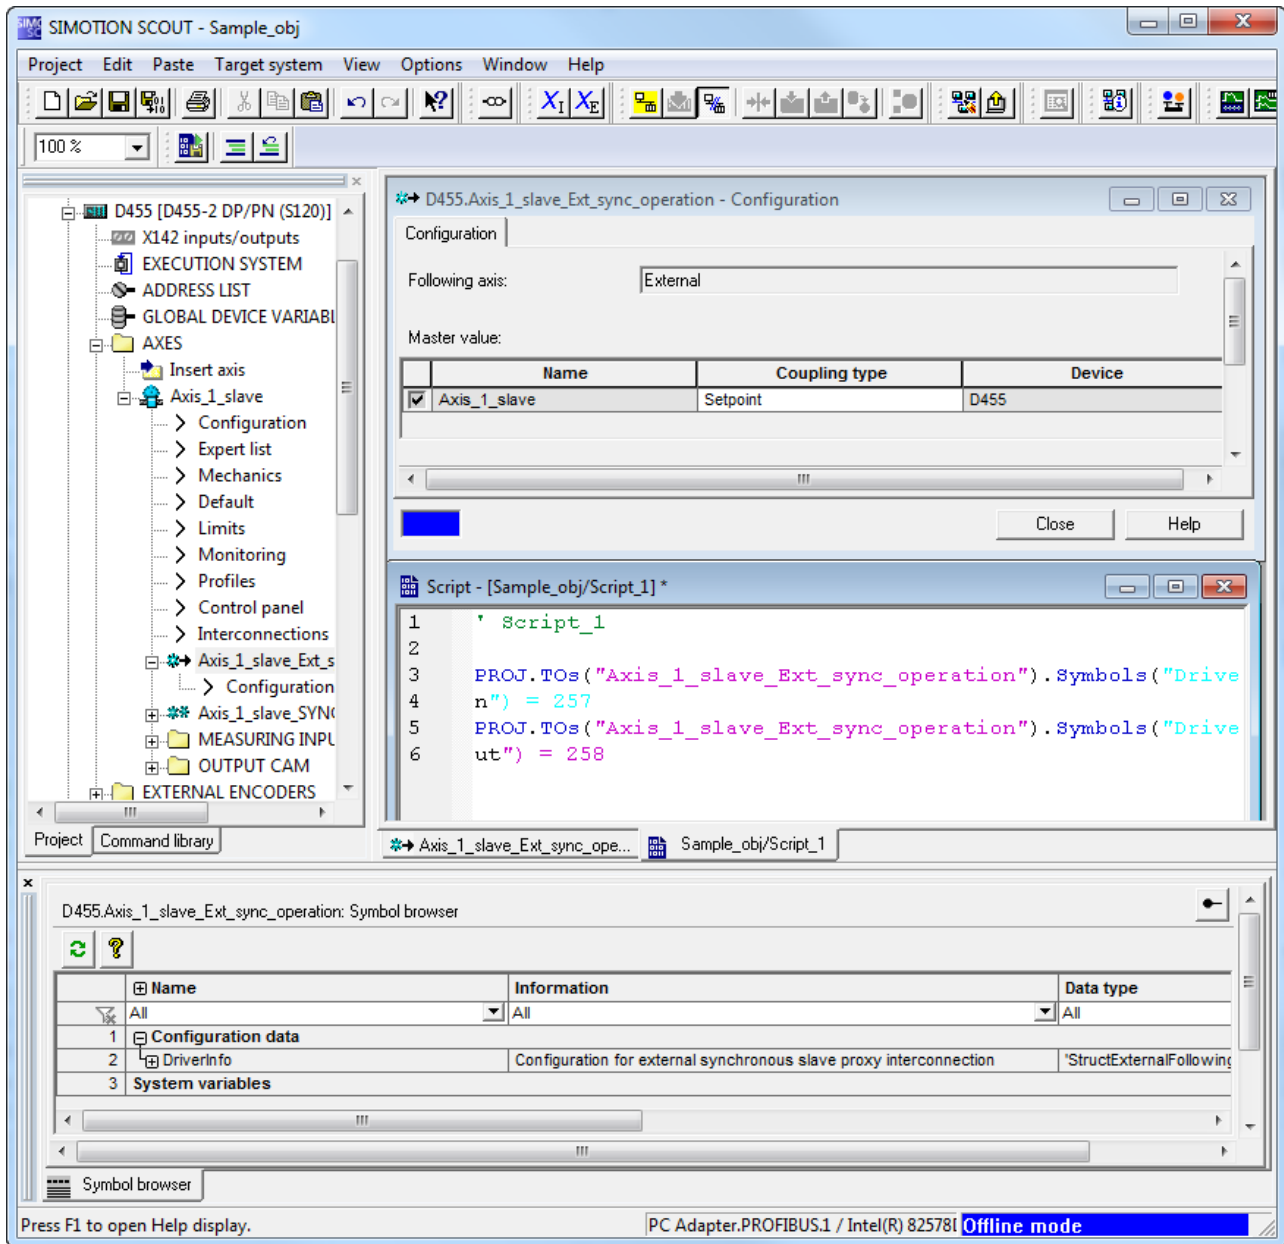 SIMOTION SCOUT - Sample_obj
Project Edit Paste Target system View Options Window Help
100 %
D455 [D455-2 DP/PN (S120)]
X142 inputs/outputs
EXECUTION SYSTEM
ADDRESS LIST
GLOBAL DEVICE VARIABL
AXES
Insert axis
Axis_1_slave
Configuration
Expert list
Mechanics
Default
Limits
Monitoring
Profiles
Control panel
Interconnections
Axis_1_slave_Ext_s
Configuration
Axis_1_slave_SYN
MEASURING INPU
OUTPUT CAM
EXTERNAL ENCODERS
Project Command library
D455.Axis_1_slave_Ext_sync_operation - Configuration
Configuration
Following axis: External
Master value:
Name Coupling type Device
Axis_1_slave Setpoint D455
Close Help
Script - [Sample_obj/Script_1] *
1 ' Script_1
2
3 PROJ.TOs("Axis_1_slave_Ext_sync_operation").Symbols("Drive
4 n") = 257
5 PROJ.TOs("Axis_1_slave_Ext_sync_operation").Symbols("Drive
6 ut") = 258
Axis_1_slave_Ext_sync_ope... Sample_obj/Script_1
D455.Axis_1_slave_Ext_sync_operation: Symbol browser
Name Information Data type
All All All
1 Configuration data
2 DriverInfo Configuration for external synchronous slave proxy interconnection 'StructExternalFollowing
3 System variables
Symbol browser
Press F1 to open Help display. PC Adapter.PROFIBUS.1 / Intel(R) 82578 Offline mode